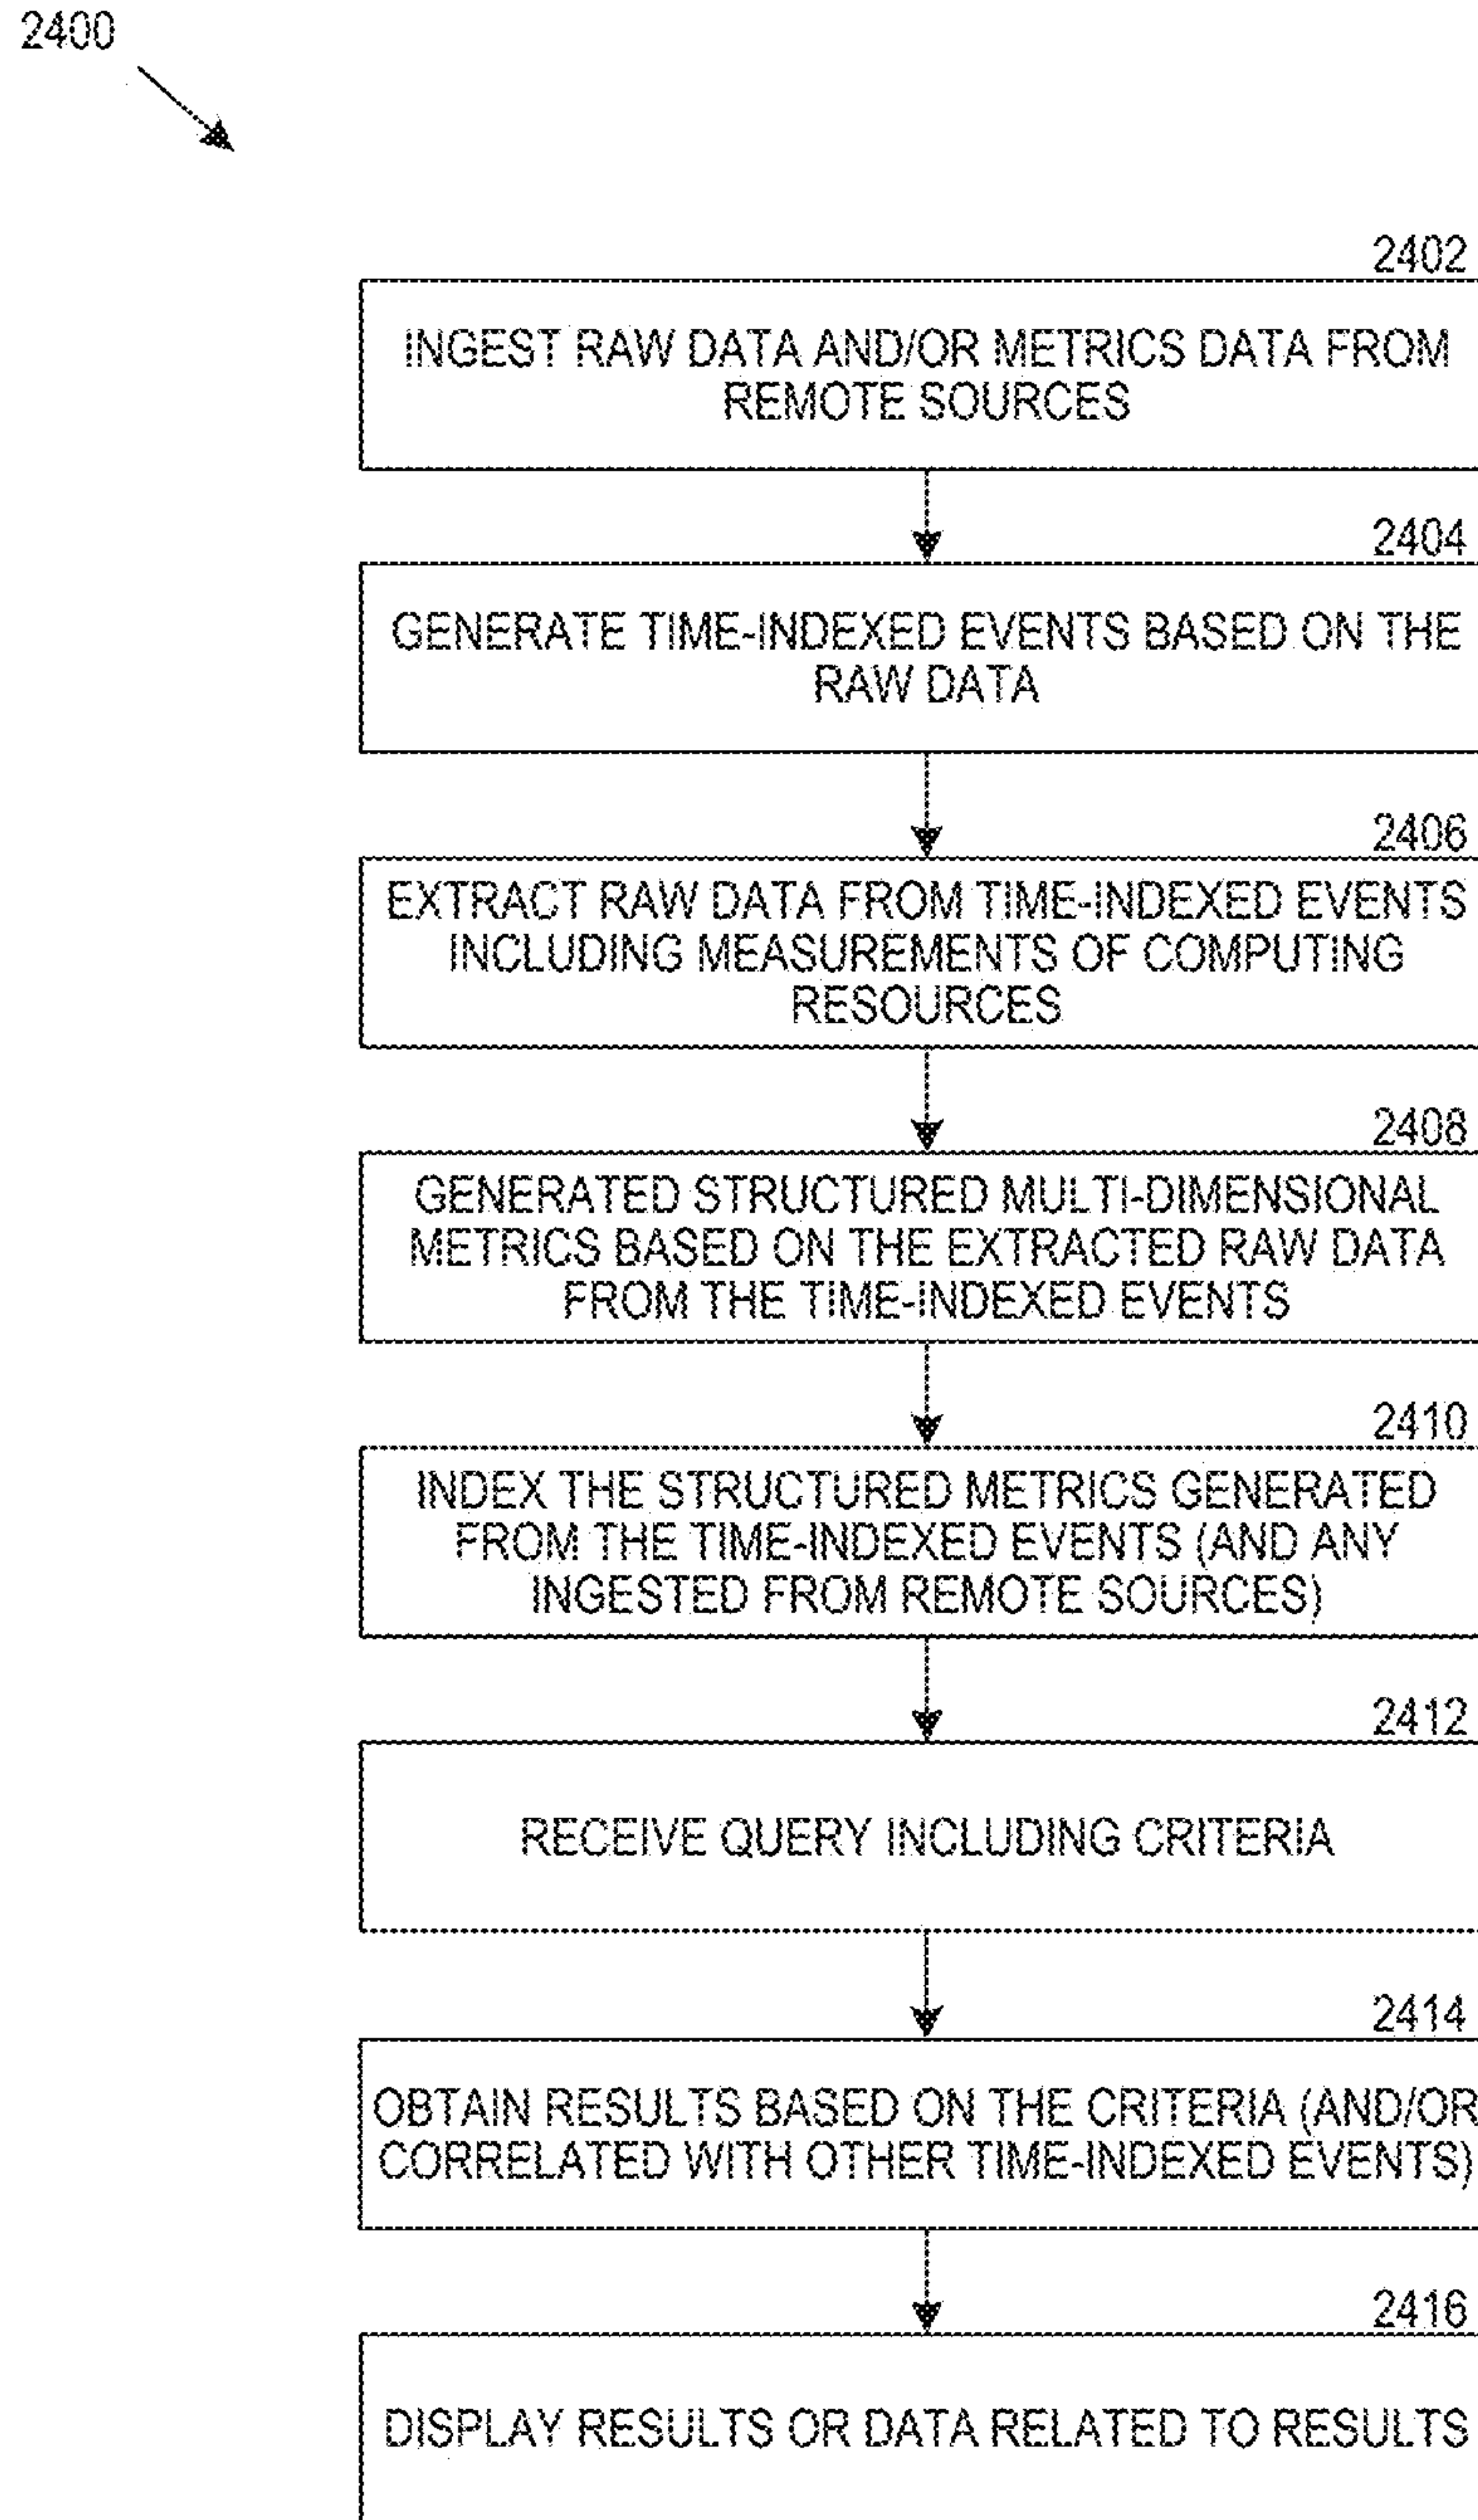 2400
2402
INGEST RAW DATA AND/OR METRICS DATA FROM
REMOTE SOURCES
2404
GENERATE TIME-INDEXED EVENTS BASED ON THE
RAW DATA
2406
EXTRACT RAW DATA FROM TIME-INDEXED EVENTS
INCLUDING MEASUREMENTS OF COMPUTING
RESOURCES
2408
GENERATED STRUCTURED MULTI-DIMENSIONAL
METRICS BASED ON THE EXTRACTED RAW DATA
FROM THE TIME-INDEXED EVENTS
2410
INDEX THE STRUCTURED METRICS GENERATED
FROM THE TIME-INDEXED EVENTS (AND ANY
INGESTED FROM REMOTE SOURCES)
2412
RECEIVE QUERY INCLUDING CRITERIA
2414
OBTAIN RESULTS BASED ON THE CRITERIA (AND/OR
CORRELATED WITH OTHER TIME-INDEXED EVENTS)
2416
DISPLAY RESULTS OR DATA RELATED TO RESULTS